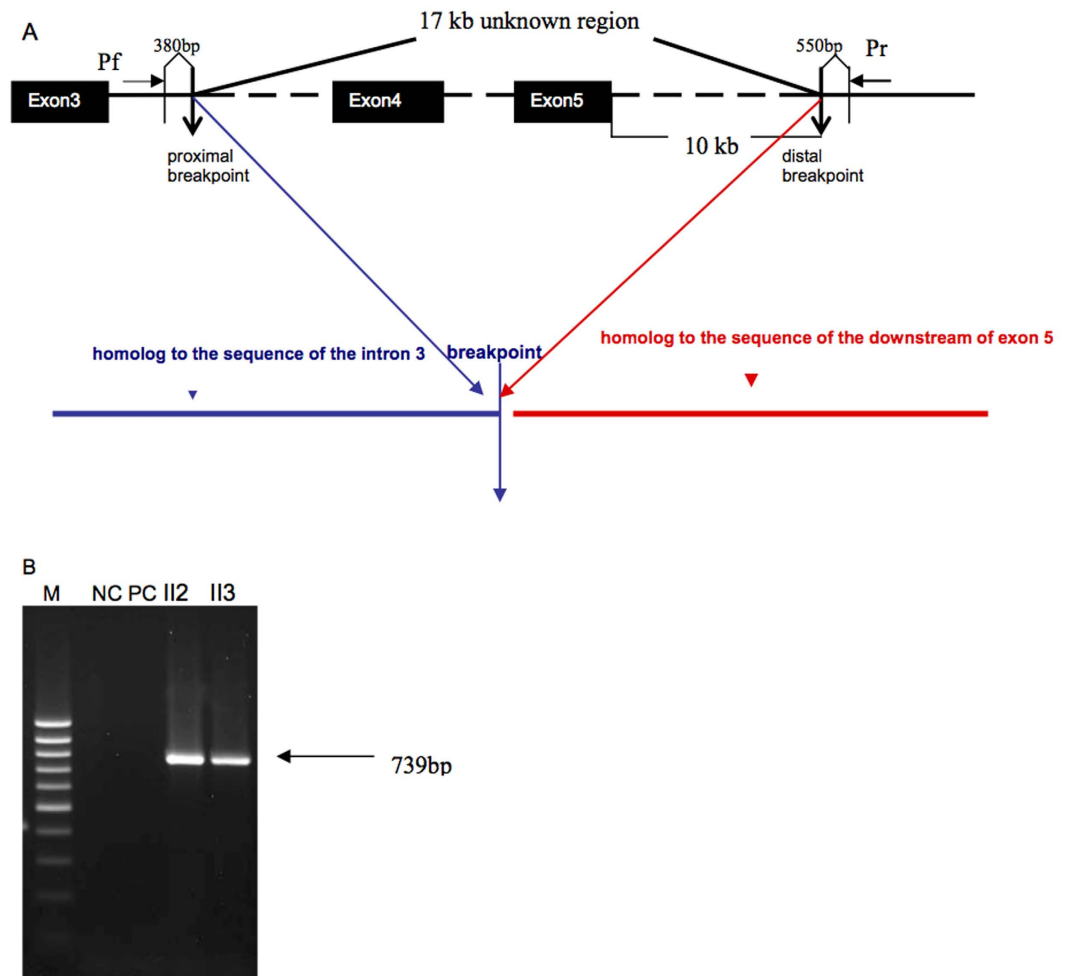 A
17 kb unknown region
380bp
550bp
Pf
Pr
Exon3
Exon4
Exon5
10 kb
proximal
breakpoint
distal
breakpoint
homolog to the sequence of the intron 3
breakpoint
homolog to the sequence of the downstream of exon 5
B
M NC PC II2 II3
739bp